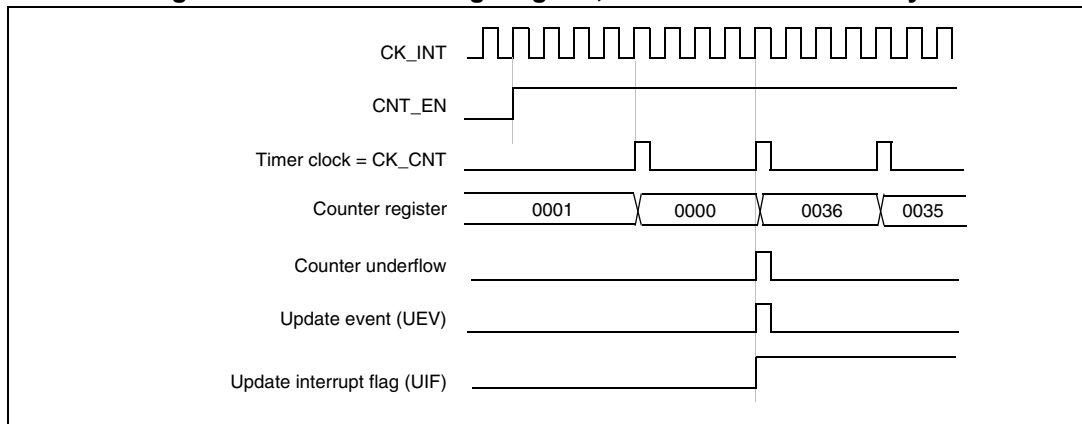 CK_INT
CNT_EN
Timer clock = CK_CNT
Counter register
0001 0000 0036 0035
Counter underflow
Update event (UEV)
Update interrupt flag (UIF)